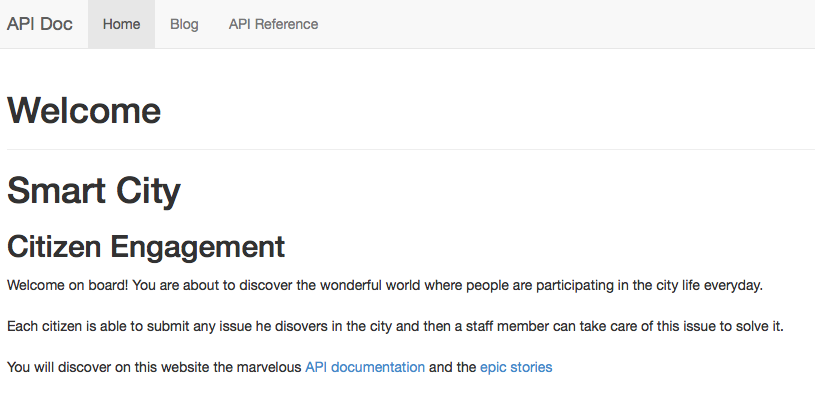 API Doc Home Blog API Reference
Welcome
Smart City
Citizen Engagement
Welcome on board! You are about to discover the wonderful world where people are participating in the city life everyday.
Each citizen is able to submit any issue he disovers in the city and then a staff member can take care of this issue to solve it.
You will discover on this website the marvelous API documentation and the epic stories